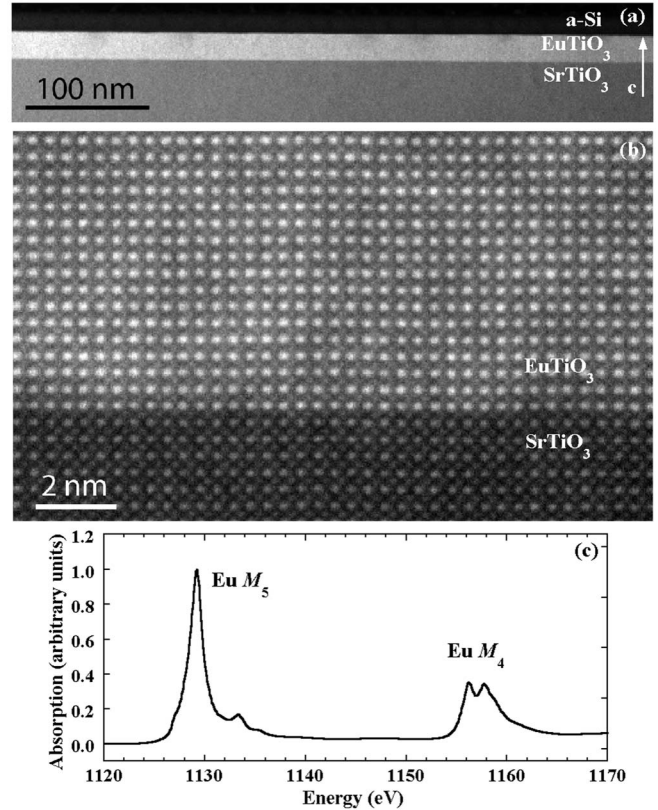 a-Si (a)
EuTiO₃
SrTiO₃
c
100 nm
(b)
EuTiO₃
SrTiO₃
2 nm
(c)
Absorption (arbitrary units)
1.2
1.0
0.8
0.6
0.4
0.2
0.0
Eu M₅
Eu M₄
1120 1130 1140 1150 1160 1170
Energy (eV)